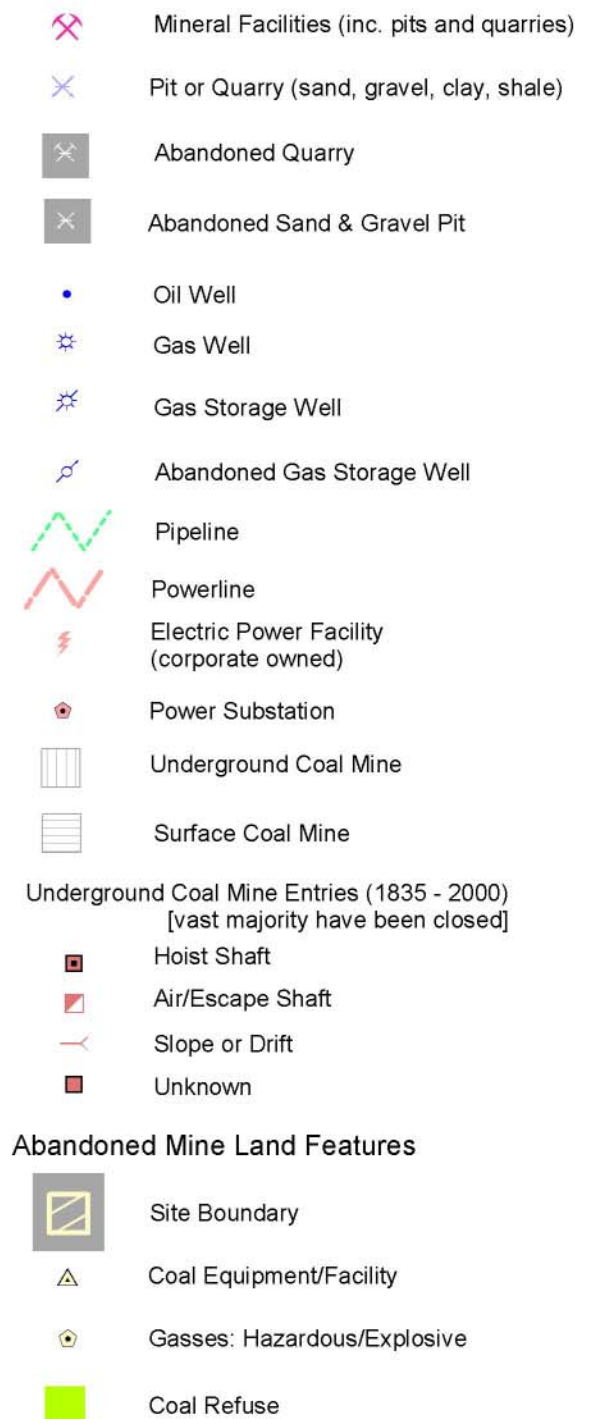 Mineral Facilities (inc. pits and quarries)
Pit or Quarry (sand, gravel, clay, shale)
Abandoned Quarry
Abandoned Sand & Gravel Pit
Oil Well
Gas Well
Gas Storage Well
Abandoned Gas Storage Well
Pipeline
Powerline
Electric Power Facility
(corporate owned)
Power Substation
Underground Coal Mine
Surface Coal Mine
Underground Coal Mine Entries (1835 - 2000)
[vast majority have been closed]
Hoist Shaft
Air/Escape Shaft
Slope or Drift
Unknown
Abandoned Mine Land Features
Site Boundary
Coal Equipment/Facility
Gasses: Hazardous/Explosive
Coal Refuse